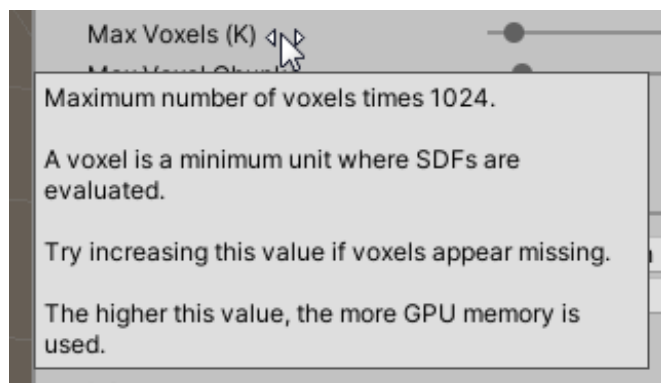 Max Voxels (K)
Maximum number of voxels times 1024.
A voxel is a minimum unit where SDFs are
evaluated.
Try increasing this value if voxels appear missing.
The higher this value, the more GPU memory is
used.